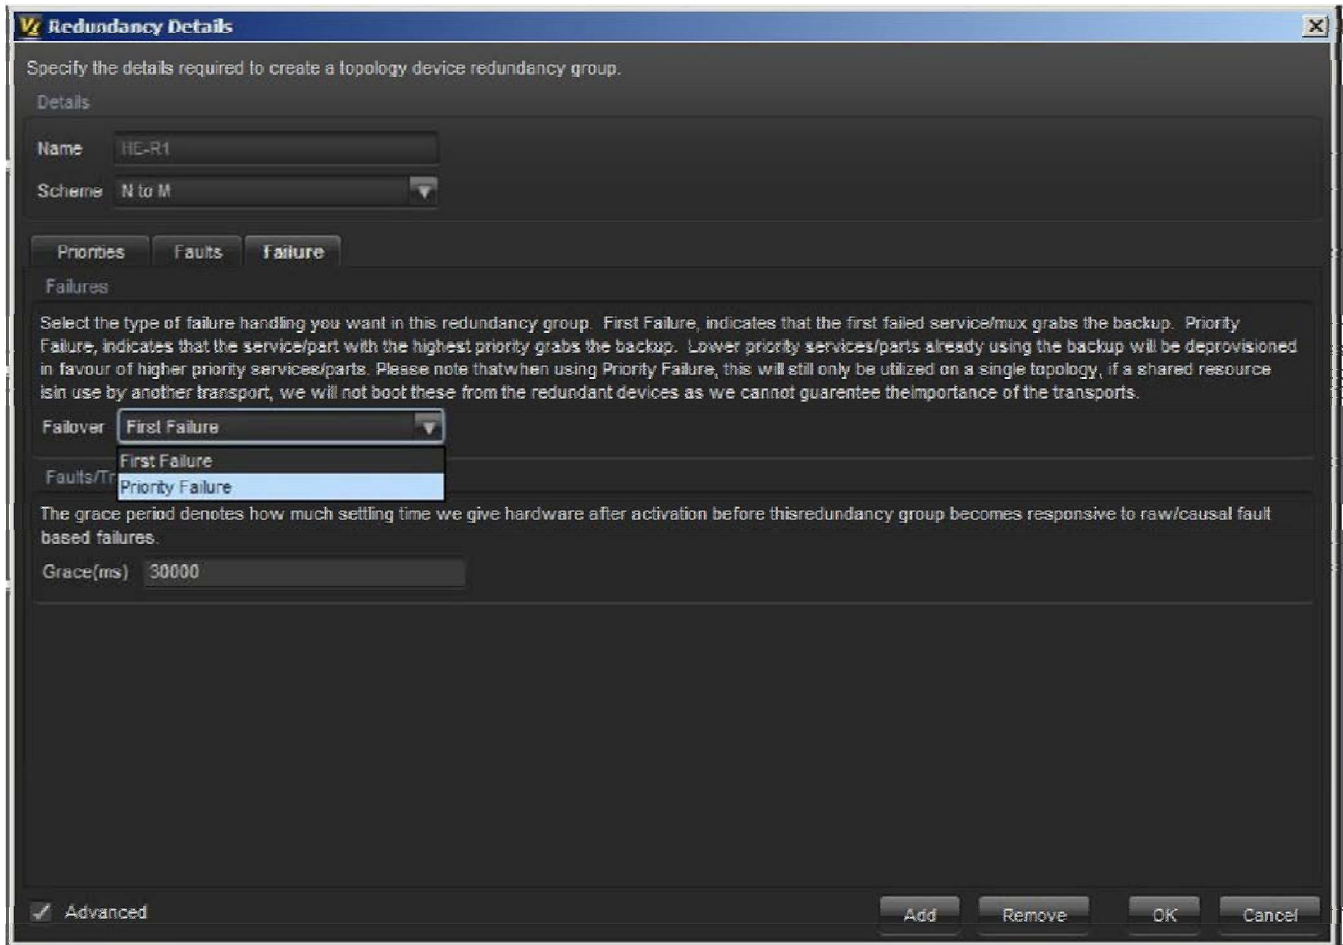 Redundancy Details
Specify the details required to create a topology device redundancy group.
Details
Name HE-R1
Scheme N to M
Priorities Faults Failure
Failures
Select the type of failure handling you want in this redundancy group. First Failure, indicates that the first failed service/mux grabs the backup. Priority
Failure, indicates that the service/part with the highest priority grabs the backup. Lower priority services/parts already using the backup will be deprovisioned
in favour of higher priority services/parts. Please note thatwhen using Priority Failure, this will still only be utilized on a single topology, if a shared resource
isin use by another transport, we will not boot these from the redundant devices as we cannot guarentee theimportance of the transports.
Failover First Failure
First Failure
Faults/Tr
Priority Failure
The grace period denotes how much settling time we give hardware after activation before thisredundancy group becomes responsive to raw/causal fault
based failures.
Grace(ms) 30000
Advanced Add Remove OK Cancel